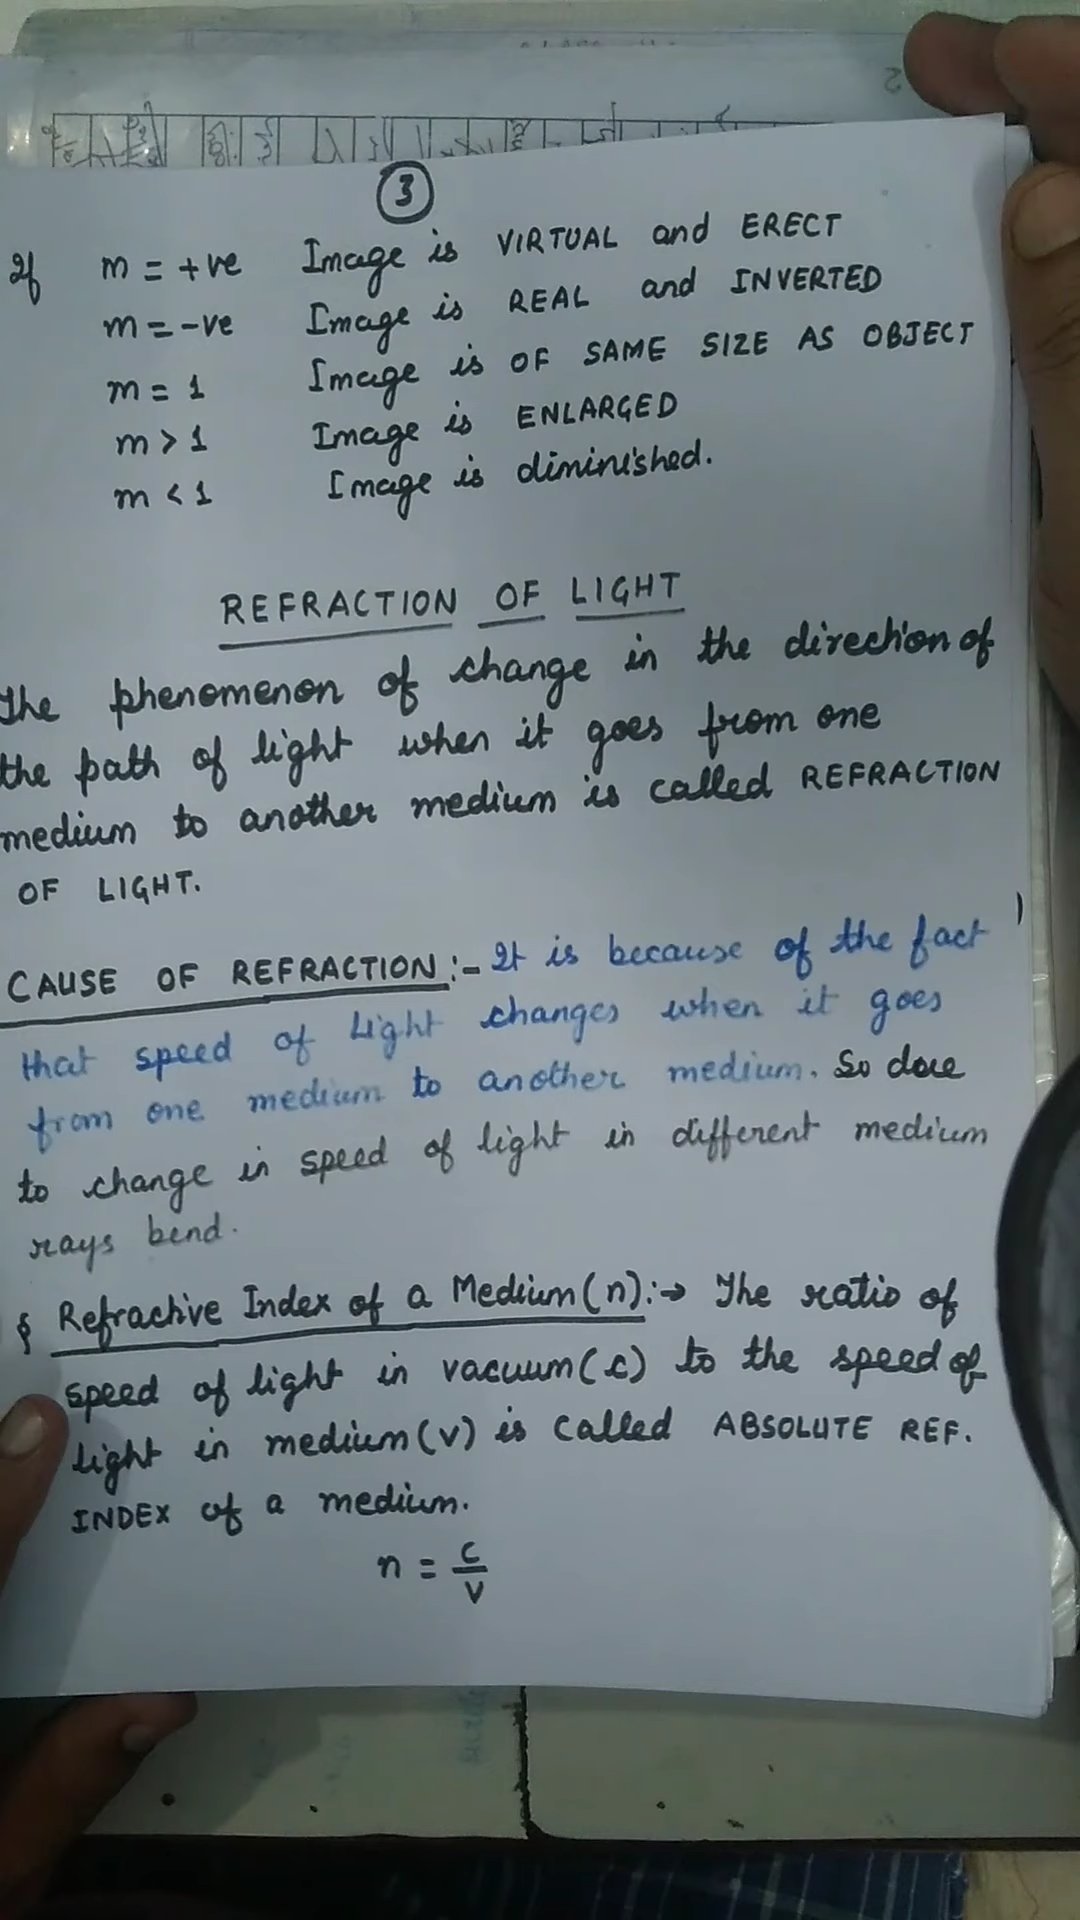 3
If m = +ve Image is VIRTUAL and ERECT
m = -ve Image is REAL and INVERTED
m = 1 Image is OF SAME SIZE AS OBJECT
m > 1 Image is ENLARGED
m < 1 Image is diminished.
REFRACTION OF LIGHT
The phenomenon of change in the direction of
the path of light when it goes from one
medium to another medium is called REFRACTION
OF LIGHT.
CAUSE OF REFRACTION :- It is because of the fact
that speed of light changes when it goes
from one medium to another medium. So doue
to change in speed of light in different medium
rays bend.
§ Refractive Index of a Medium (n) :→ The ratio of
speed of light in vacuum (c) to the speed of
light in medium (v) is called ABSOLUTE REF.
INDEX of a medium.
n = c/v